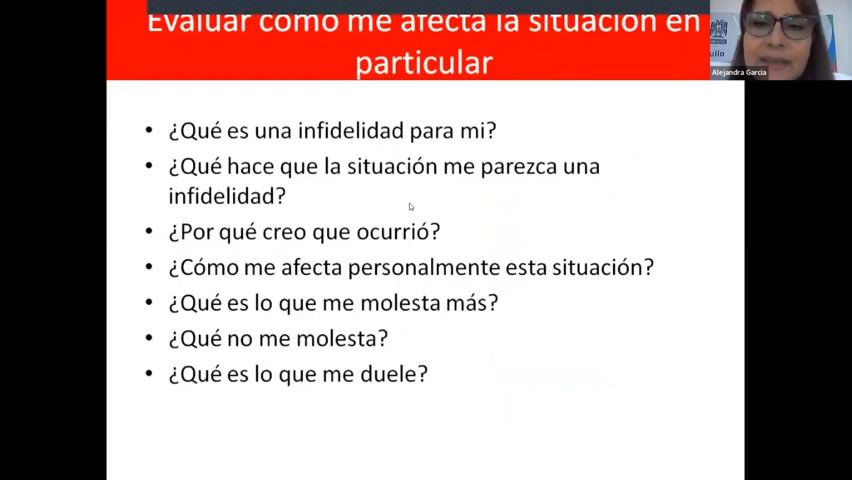 Evaluar como me afecta la situación en
particular
• ¿Qué es una infidelidad para mi?
• ¿Qué hace que la situación me parezca una
infidelidad?
• ¿Por qué creo que ocurrió?
• ¿Cómo me afecta personalmente esta situación?
• ¿Qué es lo que me molesta más?
• ¿Qué no me molesta?
• ¿Qué es lo que me duele?
Alejandra García